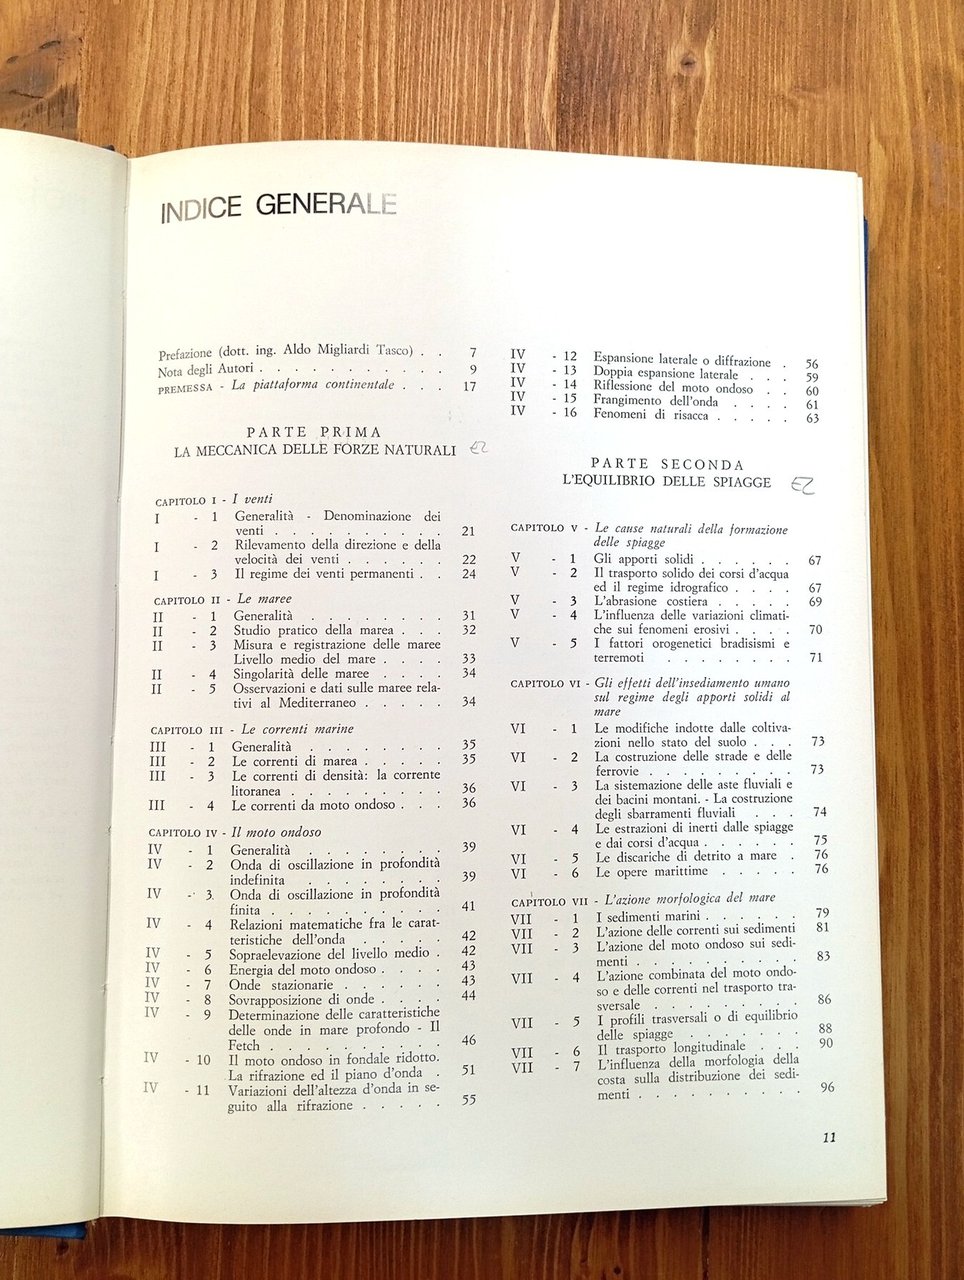 INDICE GENERALE
Prefazione (dott. ing. Aldo Migliardi Tasco) . . 7
Nota degli Autori . . . . . . . . . . . 9
PREMESSA - La piattaforma continentale . . . 17
PARTE PRIMA
LA MECCANICA DELLE FORZE NATURALI
CAPITOLO I - I venti
I - 1 Generalità - Denominazione dei
venti . . . . . . . . . . 21
I - 2 Rilevamento della direzione e della
velocità dei venti . . . . . . 22
I - 3 Il regime dei venti permanenti . . 24
CAPITOLO II - Le maree
II - 1 Generalità . . . . . . . . 31
II - 2 Studio pratico della marea . . . 32
II - 3 Misura e registrazione delle maree
Livello medio del mare . . . . 33
II - 4 Singolarità delle maree . . . . 34
II - 5 Osservazioni e dati sulle maree rela-
tivi al Mediterraneo . . . . . 34
CAPITOLO III - Le correnti marine
III - 1 Generalità . . . . . . . . 35
III - 2 Le correnti di marea . . . . . 35
III - 3 Le correnti di densità: la corrente
litoranea . . . . . . . . . 36
III - 4 Le correnti da moto ondoso . . . 36
CAPITOLO IV - Il moto ondoso
IV - 1 Generalità . . . . . . . . 39
IV - 2 Onda di oscillazione in profondità
indefinita . . . . . . . . 39
IV - 3 Onda di oscillazione in profondità
finita . . . . . . . . . . 41
IV - 4 Relazioni matematiche fra le carat-
teristiche dell'onda . . . . . 42
IV - 5 Sopraelevazione del livello medio . 42
IV - 6 Energia del moto ondoso . . . . 43
IV - 7 Onde stazionarie . . . . . . 43
IV - 8 Sovrapposizione di onde . . . . 44
IV - 9 Determinazione delle caratteristiche
delle onde in mare profondo - Il
Fetch . . . . . . . . . . 46
IV - 10 Il moto ondoso in fondale ridotto.
La rifrazione ed il piano d'onda . 51
IV - 11 Variazioni dell'altezza d'onda in se-
guito alla rifrazione . . . . . 55
IV - 12 Espansione laterale o diffrazione . 56
IV - 13 Doppia espansione laterale . . . 59
IV - 14 Riflessione del moto ondoso . . 60
IV - 15 Frangimento dell'onda . . . . 61
IV - 16 Fenomeni di risacca . . . . . 63
PARTE SECONDA
L'EQUILIBRIO DELLE SPIAGGE
CAPITOLO V - Le cause naturali della formazione
delle spiagge
V - 1 Gli apporti solidi . . . . . . 67
V - 2 Il trasporto solido dei corsi d'acqua
ed il regime idrografico . . . . 67
V - 3 L'abrasione costiera . . . . . 69
V - 4 L'influenza delle variazioni climati-
che sui fenomeni erosivi . . . . 70
V - 5 I fattori orogenetici bradisismi e
terremoti . . . . . . . . 71
CAPITOLO VI - Gli effetti dell'insediamento umano
sul regime degli apporti solidi al
mare
VI - 1 Le modifiche indotte dalle coltiva-
zioni nello stato del suolo . . . 73
VI - 2 La costruzione delle strade e delle
ferrovie . . . . . . . . . 73
VI - 3 La sistemazione delle aste fluviali e
dei bacini montani. - La costruzione
degli sbarramenti fluviali . . . 74
VI - 4 Le estrazioni di inerti dalle spiagge
e dai corsi d'acqua . . . . . 75
VI - 5 Le discariche di detrito a mare . 76
VI - 6 Le opere marittime . . . . . 76
CAPITOLO VII - L'azione morfologica del mare
VII - 1 I sedimenti marini . . . . . . 79
VII - 2 L'azione delle correnti sui sedimenti 81
VII - 3 L'azione del moto ondoso sui sedi-
menti . . . . . . . . . . 83
VII - 4 L'azione combinata del moto ondo-
so e delle correnti nel trasporto tra-
sversale . . . . . . . . . 86
VII - 5 I profili trasversali o di equilibrio
delle spiagge . . . . . . 88
VII - 6 Il trasporto longitudinale . . . 90
VII - 7 L'influenza della morfologia della
costa sulla distribuzione dei sedi-
menti . . . . . . . . . . 96
11